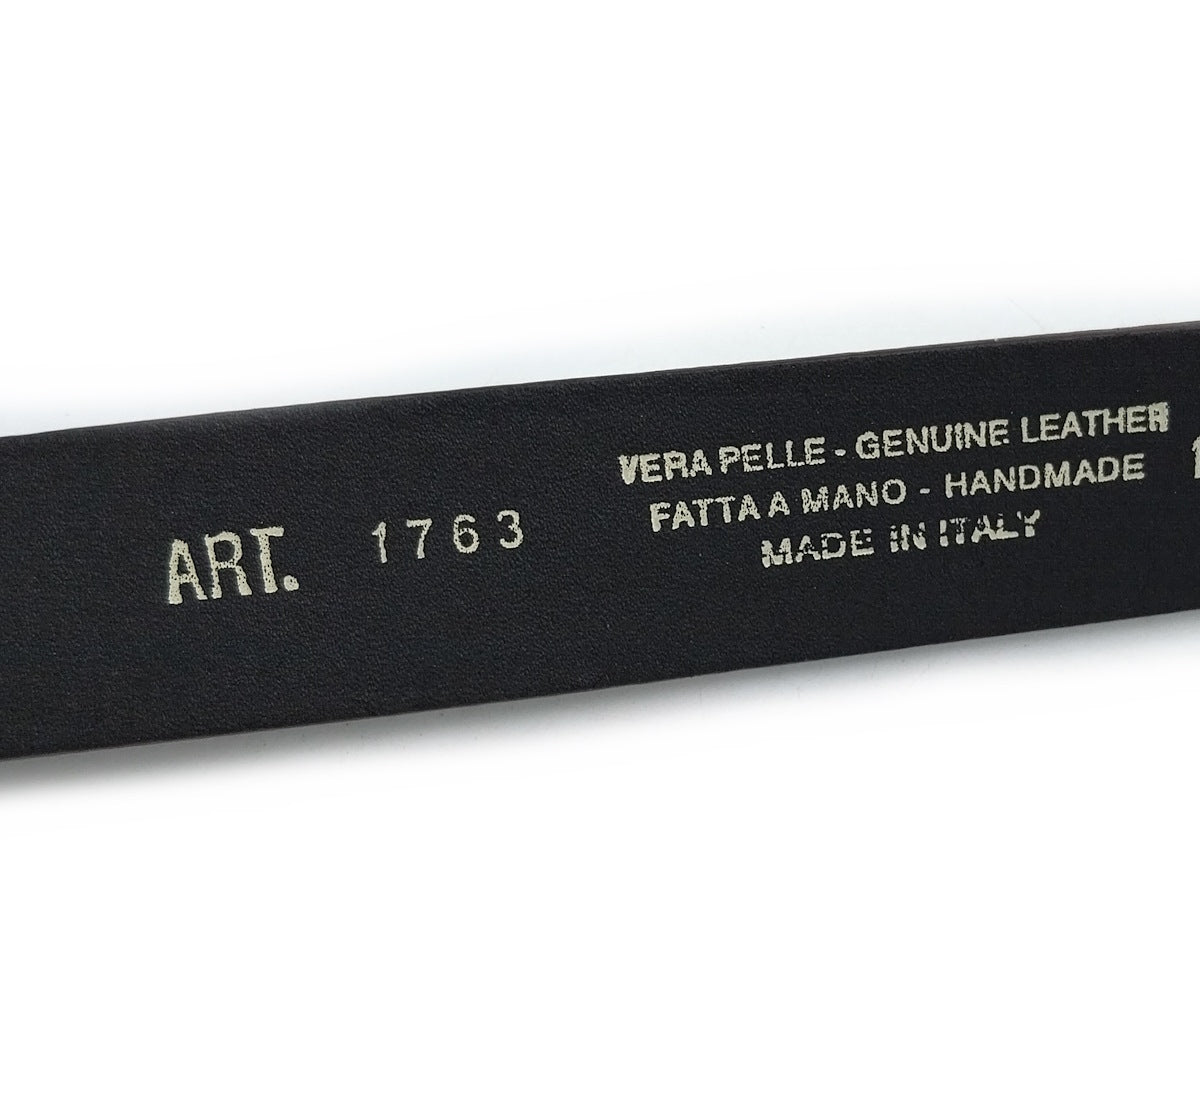 ART. 1763
VERA PELLE - GENUINE LEATHER
FATTA A MANO - HANDMADE
MADE IN ITALY